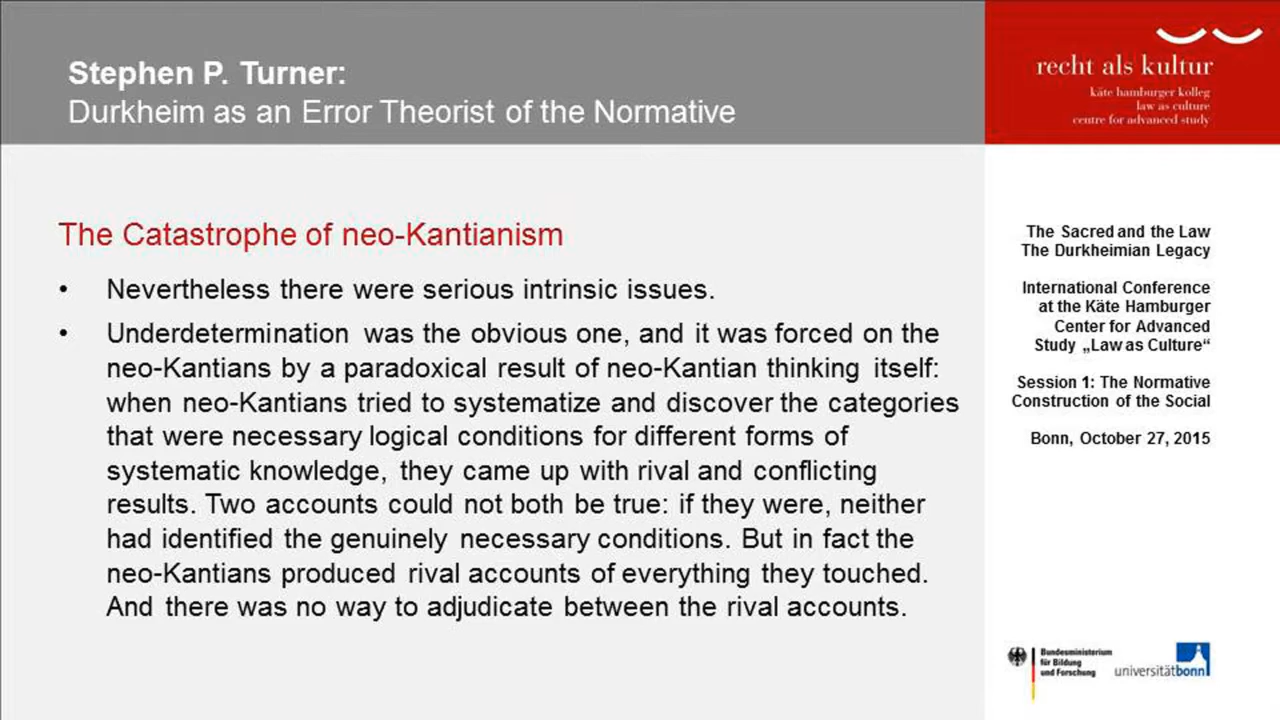 Stephen P. Turner:
Durkheim as an Error Theorist of the Normative
recht als kultur
käte hamburger kolleg
law as culture
centre for advanced study
The Catastrophe of neo-Kantianism
• Nevertheless there were serious intrinsic issues.
• Underdetermination was the obvious one, and it was forced on the
neo-Kantians by a paradoxical result of neo-Kantian thinking itself:
when neo-Kantians tried to systematize and discover the categories
that were necessary logical conditions for different forms of
systematic knowledge, they came up with rival and conflicting
results. Two accounts could not both be true: if they were, neither
had identified the genuinely necessary conditions. But in fact the
neo-Kantians produced rival accounts of everything they touched.
And there was no way to adjudicate between the rival accounts.
The Sacred and the Law
The Durkheimian Legacy
International Conference
at the Käte Hamburger
Center for Advanced
Study „Law as Culture“
Session 1: The Normative
Construction of the Social
Bonn, October 27, 2015
Bundesministerium
für Bildung
und Forschung
universitätbonn